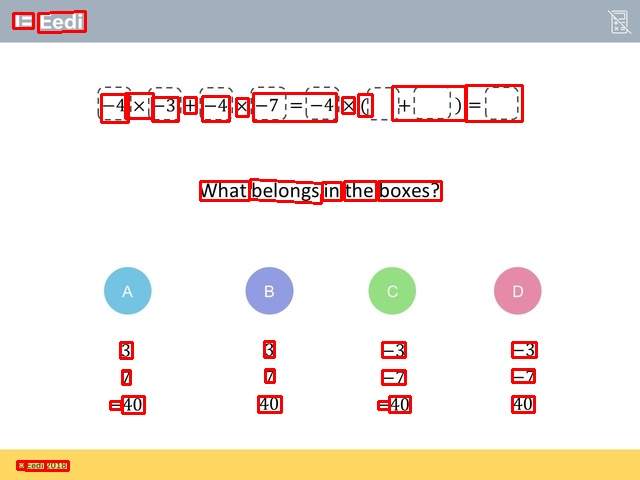 Eedi
−4 × −3 + −4 × −7 = −4 × ( + ) =
What belongs in the boxes?
A B C D
3 3 −3 −3
7 7 −7 −7
−40 40 −40 40
© Eedi 2018